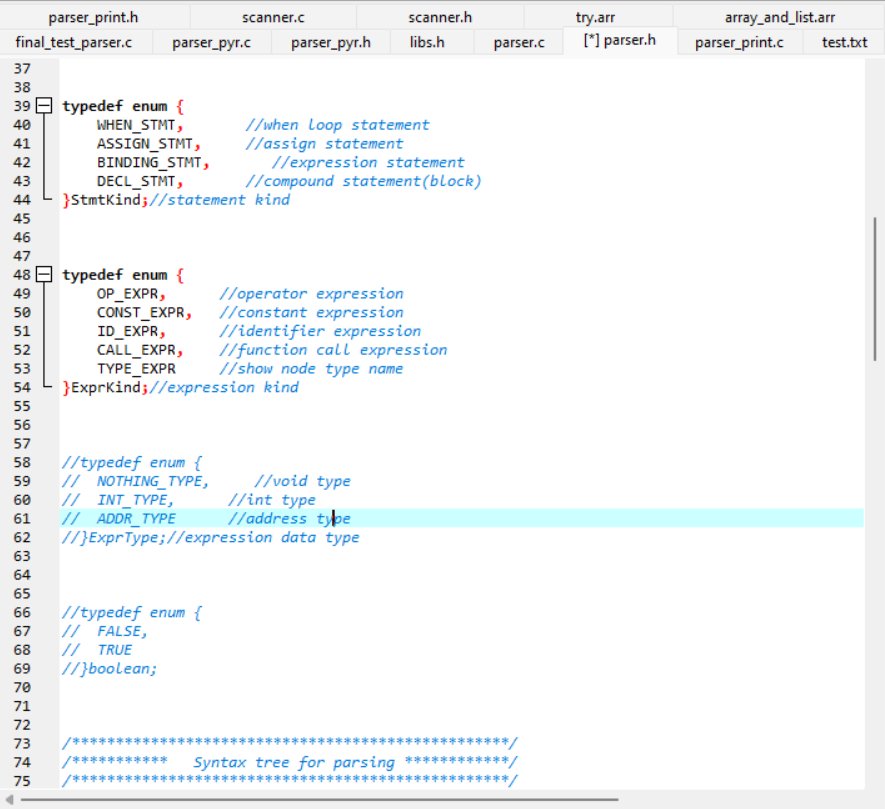 parser_print.h scanner.c scanner.h try.arr array_and_list.arr
final_test_parser.c parser_pyr.c parser_pyr.h libs.h parser.c [*] parser.h parser_print.c test.txt
37
38
39 typedef enum {
40 WHEN_STMT, //when loop statement
41 ASSIGN_STMT, //assign statement
42 BINDING_STMT, //expression statement
43 DECL_STMT, //compound statement(block)
44 }StmtKind;//statement kind
45
46
47
48 typedef enum {
49 OP_EXPR, //operator expression
50 CONST_EXPR, //constant expression
51 ID_EXPR, //identifier expression
52 CALL_EXPR, //function call expression
53 TYPE_EXPR //show node type name
54 }ExprKind;//expression kind
55
56
57
58 //typedef enum {
59 // NOTHING_TYPE, //void type
60 // INT_TYPE, //int type
61 // ADDR_TYPE //address type
62 //}ExprType;//expression data type
63
64
65
66 //typedef enum {
67 // FALSE,
68 // TRUE
69 //}boolean;
70
71
72
73 /**************************************************/
74 /*********** Syntax tree for parsing ************/
75 /**************************************************/